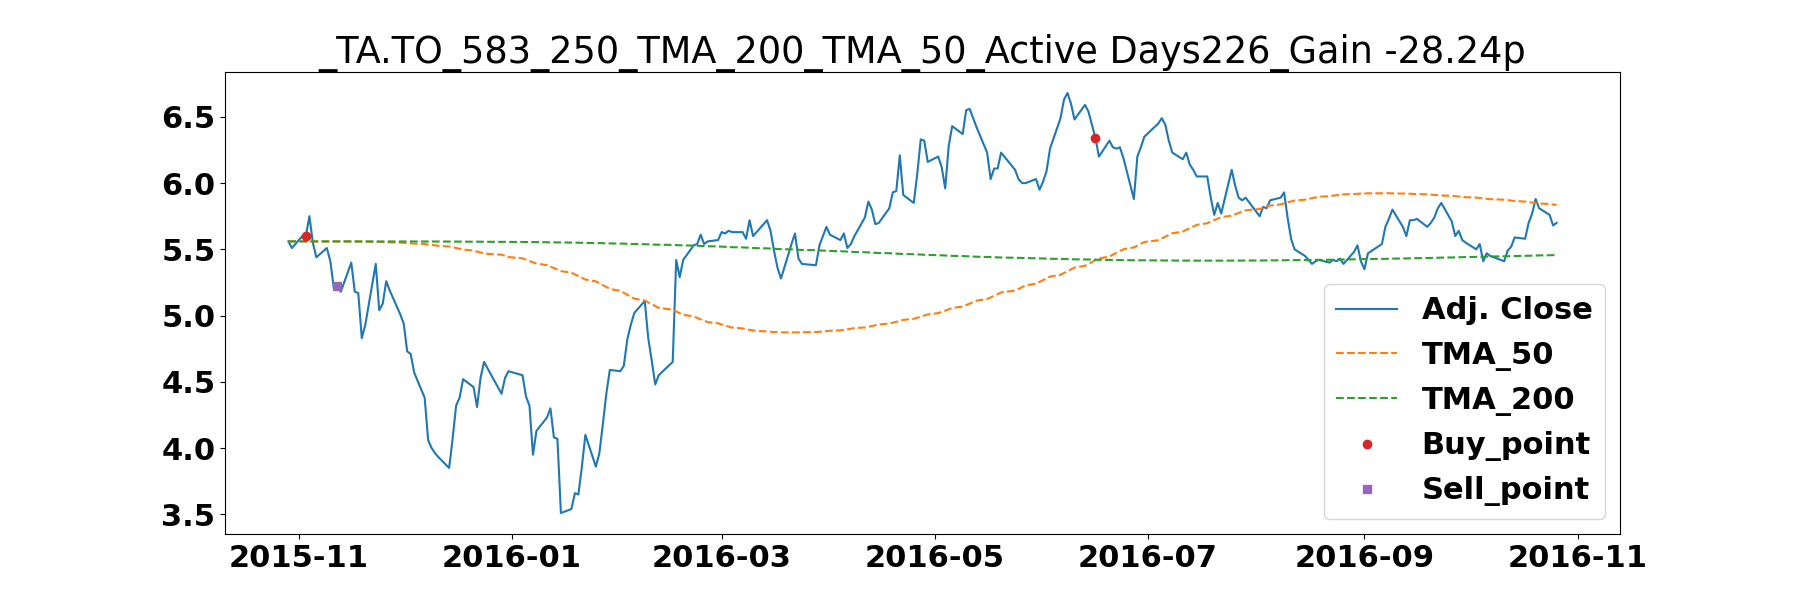 _TA.TO_583_250_TMA_200_TMA_50_Active Days226_Gain -28.24p
6.5
6.0
5.5
5.0
4.5
4.0
3.5
2015-11 2016-01 2016-03 2016-05 2016-07 2016-09 2016-11
Adj. Close
TMA_50
TMA_200
Buy_point
Sell_point